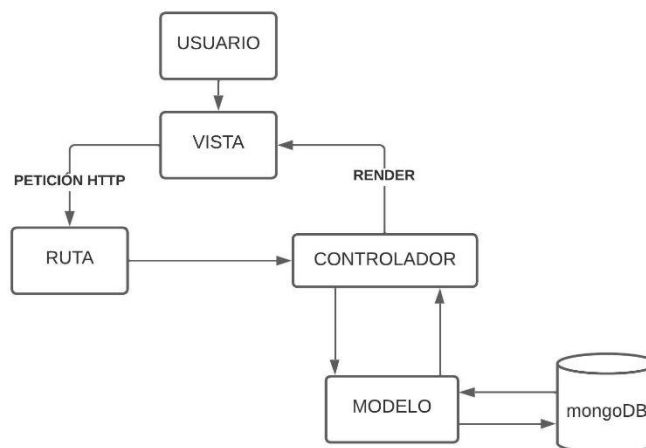 USUARIO
VISTA
PETICIÓN HTTP
RENDER
RUTA
CONTROLADOR
MODELO
mongoDB